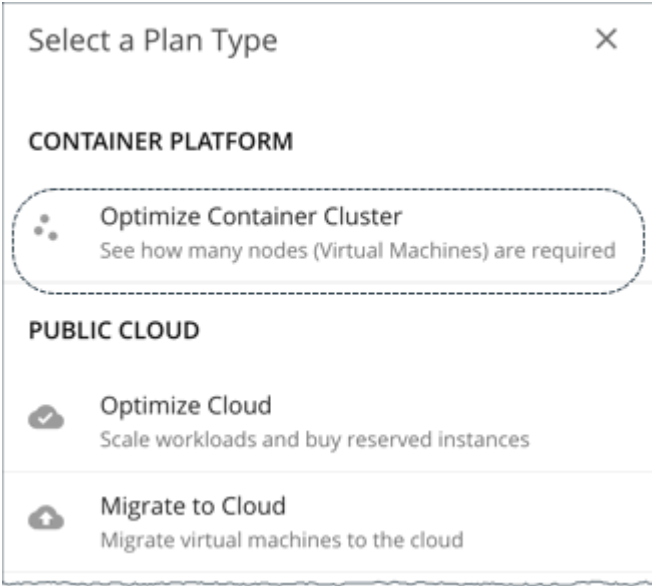 Select a Plan Type
CONTAINER PLATFORM
Optimize Container Cluster
See how many nodes (Virtual Machines) are required
PUBLIC CLOUD
Optimize Cloud
Scale workloads and buy reserved instances
Migrate to Cloud
Migrate virtual machines to the cloud